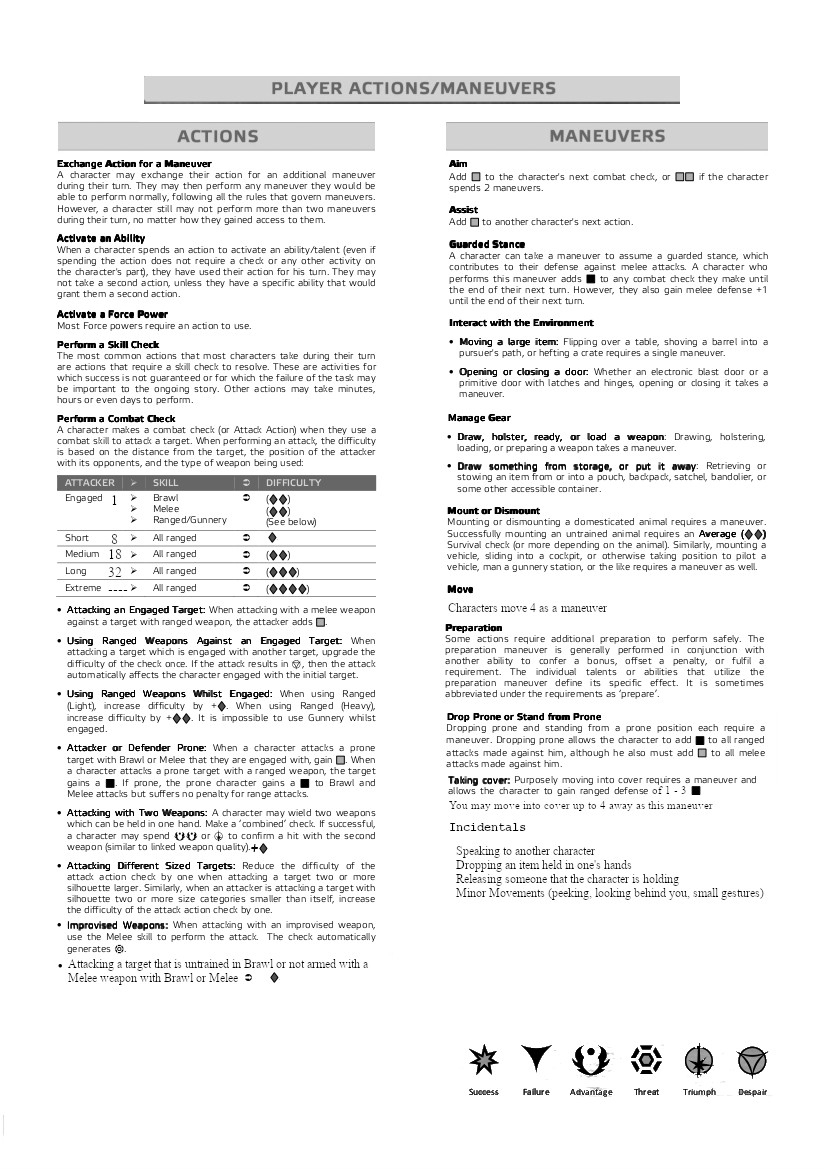 PLAYER ACTIONS/MANEUVERS
ACTIONS
Exchange Action for a Maneuver
A character may exchange their action for an additional maneuver
during their turn. They may then perform any maneuver they would be
able to perform normally, following all the rules that govern maneuvers.
However, a character still may not perform more than two maneuvers
during their turn, no matter how they gained access to them.
Activate an Ability
When a character spends an action to activate an ability/talent (even if
spending the action does not require a check or any other activity on
the character's part), they have used their action for his turn. They may
not take a second action, unless they have a specific ability that would
grant them a second action.
Activate a Force Power
Most Force powers require an action to use.
Perform a Skill Check
The most common actions that most characters take during their turn
are actions that require a skill check to resolve. These are activities for
which success is not guaranteed or for which the failure of the task may
be important to the ongoing story. Other actions may take minutes,
hours or even days to perform.
Perform a Combat Check
A character makes a combat check (or Attack Action) when they use a
combat skill to attack a target. When performing an attack, the difficulty
is based on the distance from the target, the position of the attacker
with its opponents, and the type of weapon being used:
ATTACKER ➢ SKILL ➲ DIFFICULTY
Engaged 1 ➢ Brawl ➲ (◆◆)
➢ Melee (◆◆)
➢ Ranged/Gunnery (See below)
Short 8 ➢ All ranged ➲ ◆
Medium 18 ➢ All ranged ➲ (◆◆)
Long 32 ➢ All ranged ➲ (◆◆◆)
Extreme ---- ➢ All ranged ➲ (◆◆◆◆)
• Attacking an Engaged Target: When attacking with a melee weapon
against a target with ranged weapon, the attacker adds ■.
• Using Ranged Weapons Against an Engaged Target: When
attacking a target which is engaged with another target, upgrade the
difficulty of the check once. If the attack results in , then the attack
automatically affects the character engaged with the initial target.
• Using Ranged Weapons Whilst Engaged: When using Ranged
(Light), increase difficulty by +◆. When using Ranged (Heavy),
increase difficulty by +◆◆. It is impossible to use Gunnery whilst
engaged.
• Attacker or Defender Prone: When a character attacks a prone
target with Brawl or Melee that they are engaged with, gain ■. When
a character attacks a prone target with a ranged weapon, the target
gains a ■. If prone, the prone character gains a ■ to Brawl and
Melee attacks but suffers no penalty for range attacks.
• Attacking with Two Weapons: A character may wield two weapons
which can be held in one hand. Make a 'combined' check. If successful,
a character may spend or to confirm a hit with the second
weapon (similar to linked weapon quality).+◆
• Attacking Different Sized Targets: Reduce the difficulty of the
attack action check by one when attacking a target two or more
silhouette larger. Similarly, when an attacker is attacking a target with
silhouette two or more size categories smaller than itself, increase
the difficulty of the attack action check by one.
• Improvised Weapons: When attacking with an improvised weapon,
use the Melee skill to perform the attack. The check automatically
generates .
• Attacking a target that is untrained in Brawl or not armed with a
Melee weapon with Brawl or Melee ➲ ◆
MANEUVERS
Aim
Add ■ to the character's next combat check, or ■■ if the character
spends 2 maneuvers.
Assist
Add ■ to another character's next action.
Guarded Stance
A character can take a maneuver to assume a guarded stance, which
contributes to their defense against melee attacks. A character who
performs this maneuver adds ■ to any combat check they make until
the end of their next turn. However, they also gain melee defense +1
until the end of their next turn.
Interact with the Environment
• Moving a large item: Flipping over a table, shoving a barrel into a
pursuer's path, or hefting a crate requires a single maneuver.
• Opening or closing a door: Whether an electronic blast door or a
primitive door with latches and hinges, opening or closing it takes a
maneuver.
Manage Gear
• Draw, holster, ready, or load a weapon: Drawing, holstering,
loading, or preparing a weapon takes a maneuver.
• Draw something from storage, or put it away: Retrieving or
stowing an item from or into a pouch, backpack, satchel, bandolier, or
some other accessible container.
Mount or Dismount
Mounting or dismounting a domesticated animal requires a maneuver.
Successfully mounting an untrained animal requires an Average (◆◆)
Survival check (or more depending on the animal). Similarly, mounting a
vehicle, sliding into a cockpit, or otherwise taking position to pilot a
vehicle, man a gunnery station, or the like requires a maneuver as well.
Move
Characters move 4 as a maneuver
Preparation
Some actions require additional preparation to perform safely. The
preparation maneuver is generally performed in conjunction with
another ability to confer a bonus, offset a penalty, or fulfil a
requirement. The individual talents or abilities that utilize the
preparation maneuver define its specific effect. It is sometimes
abbreviated under the requirements as 'prepare'.
Drop Prone or Stand from Prone
Dropping prone and standing from a prone position each require a
maneuver. Dropping prone allows the character to add ■ to all ranged
attacks made against him, although he also must add ■ to all melee
attacks made against him.
Taking cover: Purposely moving into cover requires a maneuver and
allows the character to gain ranged defense of 1 - 3 ■
You may move into cover up to 4 away as this maneuver
Incidentals
Speaking to another character
Dropping an item held in one's hands
Releasing someone that the character is holding
Minor Movements (peeking, looking behind you, small gestures)
Success Failure Advantage Threat Triumph Despair